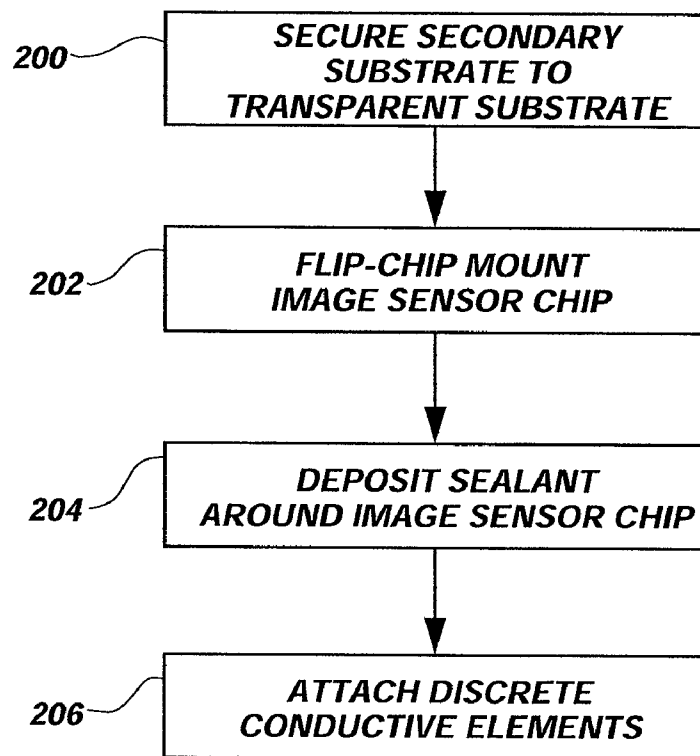 200
SECURE SECONDARY
SUBSTRATE TO
TRANSPARENT SUBSTRATE
202
FLIP-CHIP MOUNT
IMAGE SENSOR CHIP
204
DEPOSIT SEALANT
AROUND IMAGE SENSOR CHIP
206
ATTACH DISCRETE
CONDUCTIVE ELEMENTS